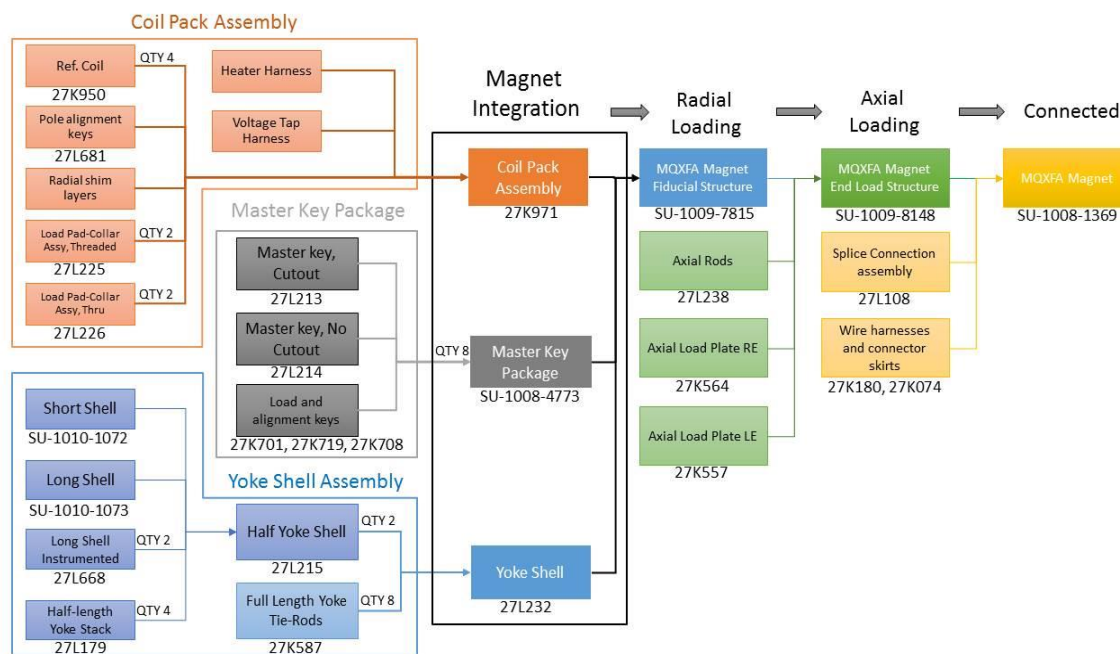 Coil Pack Assembly
Ref. Coil
QTY 4
27K950
Pole alignment
keys
27L681
Radial shim
layers
Load Pad-Collar
Assy, Threaded
QTY 2
27L225
Load Pad-Collar
Assy, Thru
QTY 2
27L226
Heater Harness
Voltage Tap
Harness
Master Key Package
Master key,
Cutout
27L213
Master key, No
Cutout
27L214
Load and
alignment keys
27K701, 27K719, 27K708
QTY 8
Yoke Shell Assembly
Short Shell
SU-1010-1072
Long Shell
SU-1010-1073
Long Shell
Instrumented
QTY 2
27L668
Half-length
Yoke Stack
QTY 4
27L179
Half Yoke Shell
QTY 2
27L215
Full Length Yoke
Tie-Rods
QTY 8
27K587
Magnet
Integration
Coil Pack
Assembly
27K971
Master Key
Package
SU-1008-4773
Yoke Shell
27L232
Radial
Loading
MQXFA Magnet
Fiducial Structure
SU-1009-7815
Axial Rods
27L238
Axial Load Plate RE
27K564
Axial Load Plate LE
27K557
Axial
Loading
MQXFA Magnet
End Load Structure
SU-1009-8148
Splice Connection
assembly
27L108
Wire harnesses
and connector
skirts
27K180, 27K074
Connected
MQXFA Magnet
SU-1008-1369